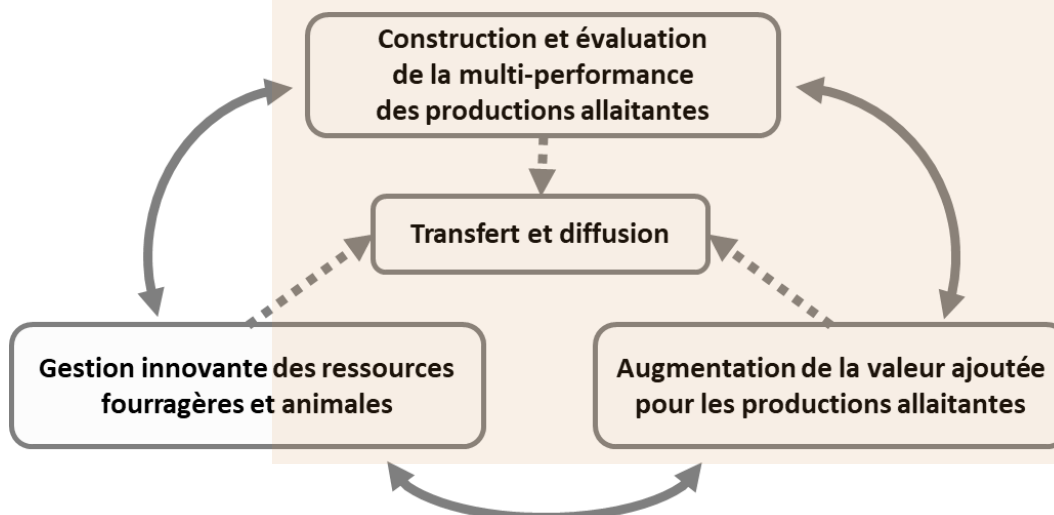 Construction et évaluation
de la multi-performance
des productions allaitantes
Transfert et diffusion
Gestion innovante des ressources
fourragères et animales
Augmentation de la valeur ajoutée
pour les productions allaitantes